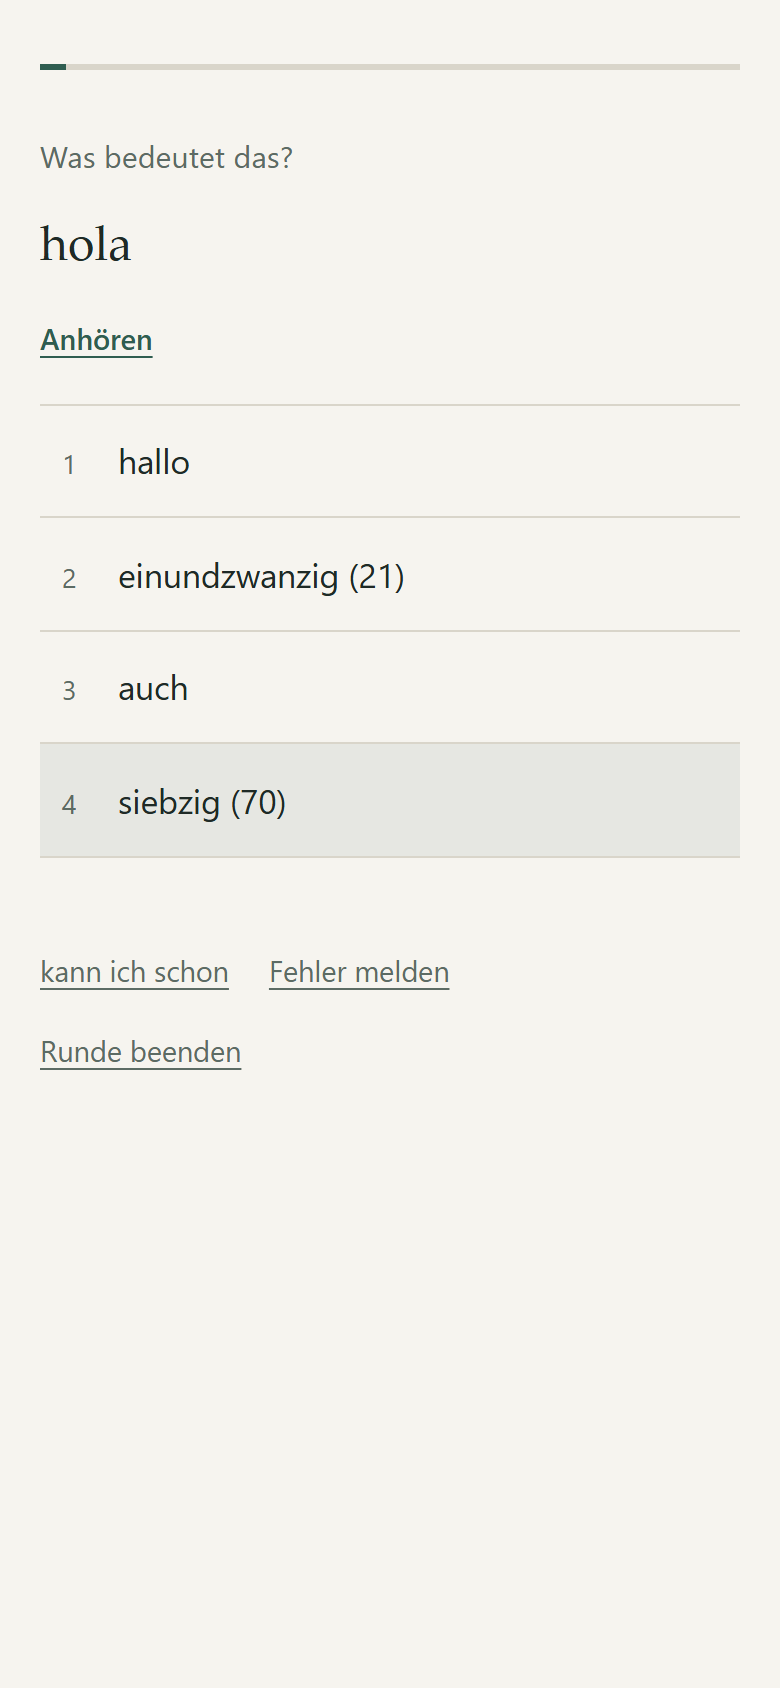 Was bedeutet das?
hola
Anhören
1 hallo
2 einundzwanzig (21)
3 auch
4 siebzig (70)
kann ich schon Fehler melden
Runde beenden